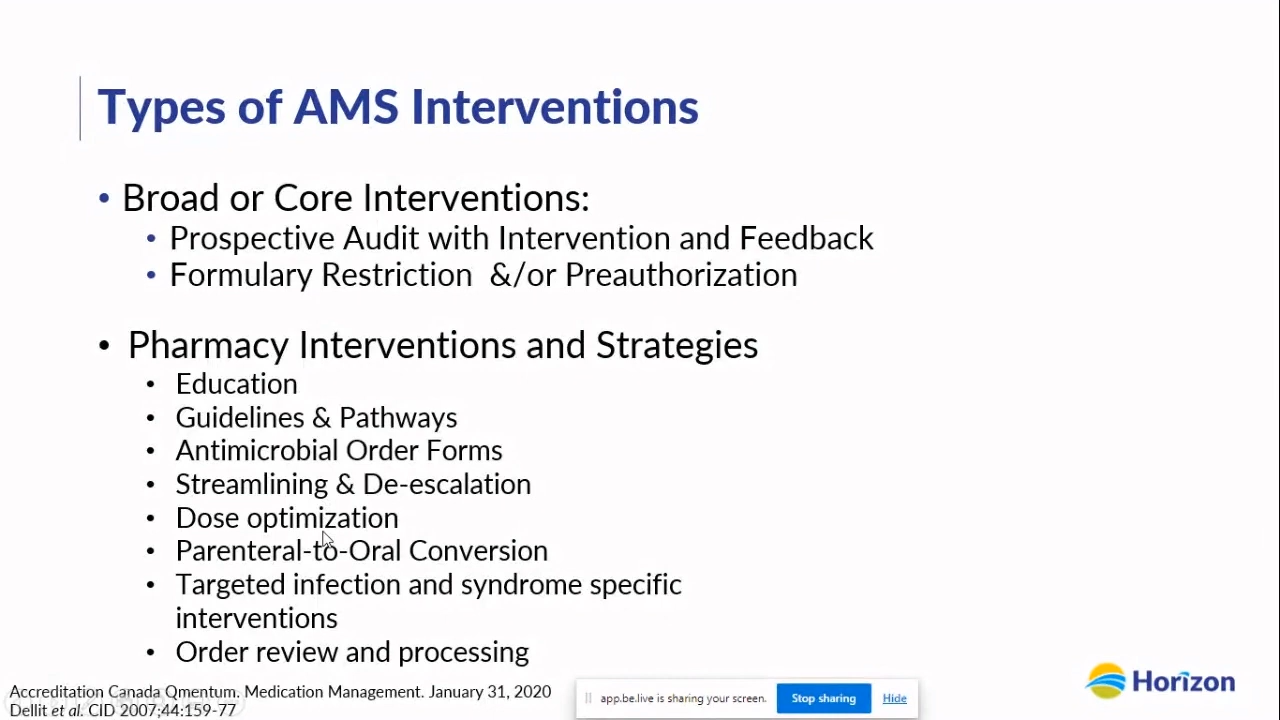 Types of AMS Interventions
• Broad or Core Interventions:
• Prospective Audit with Intervention and Feedback
• Formulary Restriction &/or Preauthorization
• Pharmacy Interventions and Strategies
• Education
• Guidelines & Pathways
• Antimicrobial Order Forms
• Streamlining & De-escalation
• Dose optimization
• Parenteral-to-Oral Conversion
• Targeted infection and syndrome specific
interventions
• Order review and processing
Accreditation Canada Qmentum. Medication Management. January 31, 2020
Dellit et al. CID 2007;44:159-77
app.be.live is sharing your screen.
Stop sharing
Hide
Horizon